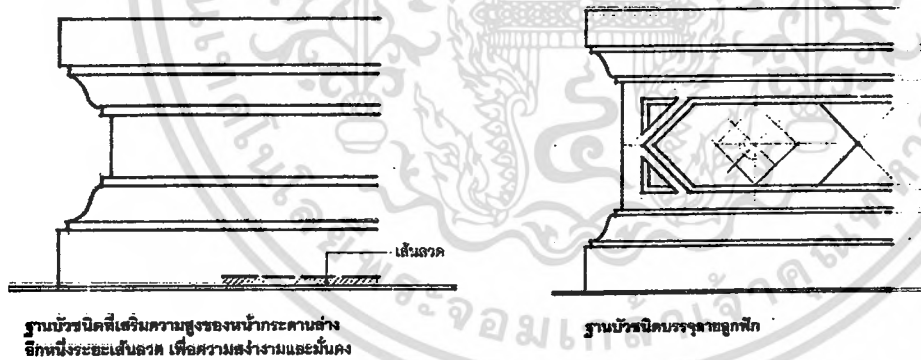 เส้นลวด
ฐานบัวชนิดที่เสริมความสูงของหน้ากระดานล่าง
อีกหนึ่งระยะเส้นลวด เพื่อความสง่างามและมั่นคง
ฐานบัวชนิดบรรจุลายลูกฟัก